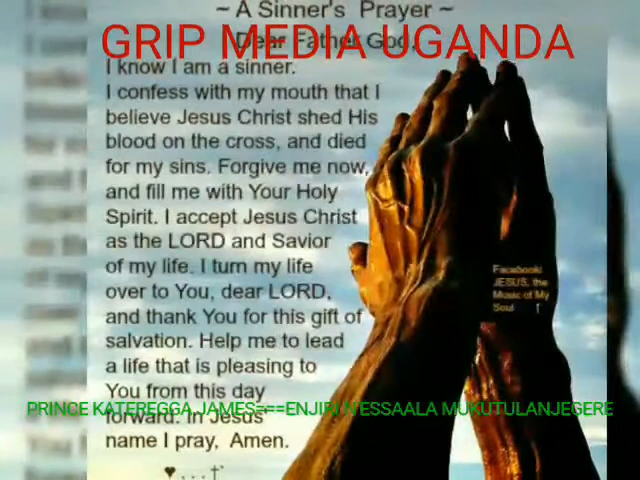 ~ A Sinner's Prayer ~
GRIP MEDIA UGANDA
Dear Father God,
I know I am a sinner.
I confess with my mouth that I
believe Jesus Christ shed His
blood on the cross, and died
for my sins. Forgive me now,
and fill me with Your Holy
Spirit. I accept Jesus Christ
as the LORD and Savior
of my life. I turn my life
over to You, dear LORD,
and thank You for this gift of
salvation. Help me to lead
a life that is pleasing to
You from this day
forward. In Jesus'
name I pray, Amen.
♥ . . . †
Facebook/
JESUS, the
Music of My
Soul †
PRINCE KATEREGGA JAMES====ENJIRI N'ESSAALA MUKUTULANJEGERE